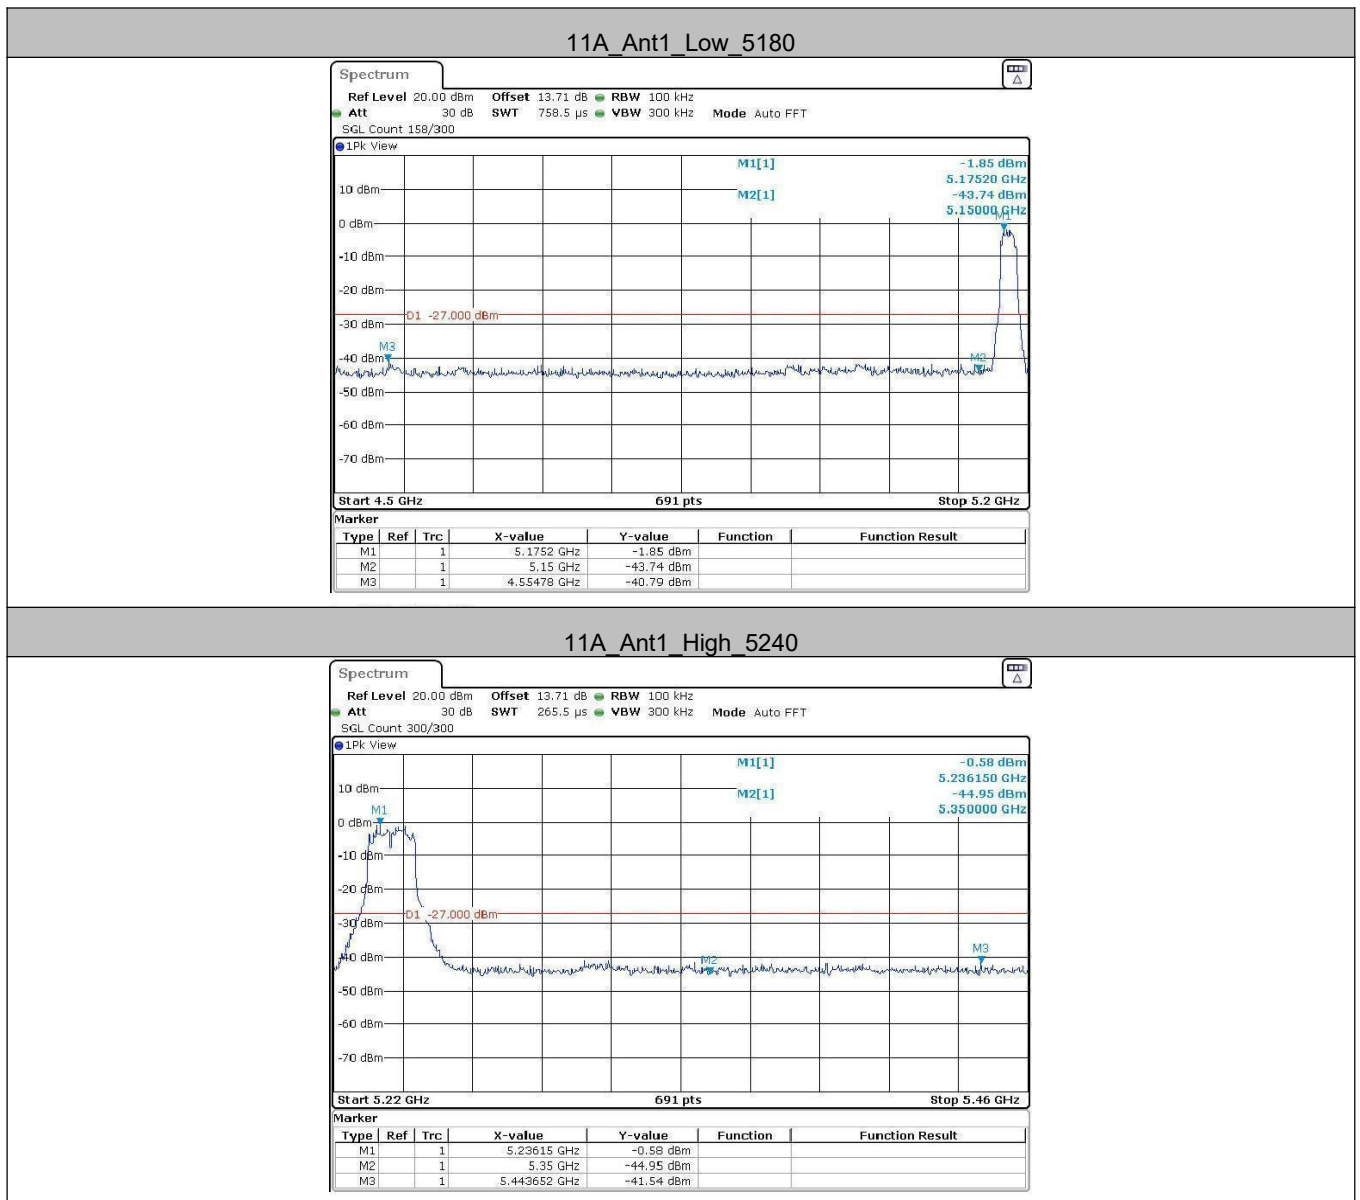 11A_Ant1_Low_5180
Spectrum
Ref Level 20.00 dBm Offset 13.71 dB RBW 100 kHz
Att 30 dB SWT 758.5 µs VBW 300 kHz Mode Auto FFT
SGL Count 158/300
1Pk View
M1[1] -1.85 dBm
5.17520 GHz
M2[1] -43.74 dBm
5.15000 GHz
M1
10 dBm
0 dBm
-10 dBm
-20 dBm
D1 -27.000 dBm
-30 dBm
M3
-40 dBm
M2
-50 dBm
-60 dBm
-70 dBm
Start 4.5 GHz 691 pts Stop 5.2 GHz
Marker
Type Ref Trc X-value Y-value Function Function Result
M1 1 5.1752 GHz -1.85 dBm
M2 1 5.15 GHz -43.74 dBm
M3 1 4.55478 GHz -40.79 dBm
11A_Ant1_High_5240
Spectrum
Ref Level 20.00 dBm Offset 13.71 dB RBW 100 kHz
Att 30 dB SWT 265.5 µs VBW 300 kHz Mode Auto FFT
SGL Count 300/300
1Pk View
M1[1] -0.58 dBm
5.236150 GHz
M2[1] -44.95 dBm
5.350000 GHz
10 dBm
M1
0 dBm
-10 dBm
-20 dBm
D1 -27.000 dBm
-30 dBm
M3
-40 dBm
M2
-50 dBm
-60 dBm
-70 dBm
Start 5.22 GHz 691 pts Stop 5.46 GHz
Marker
Type Ref Trc X-value Y-value Function Function Result
M1 1 5.23615 GHz -0.58 dBm
M2 1 5.35 GHz -44.95 dBm
M3 1 5.443652 GHz -41.54 dBm